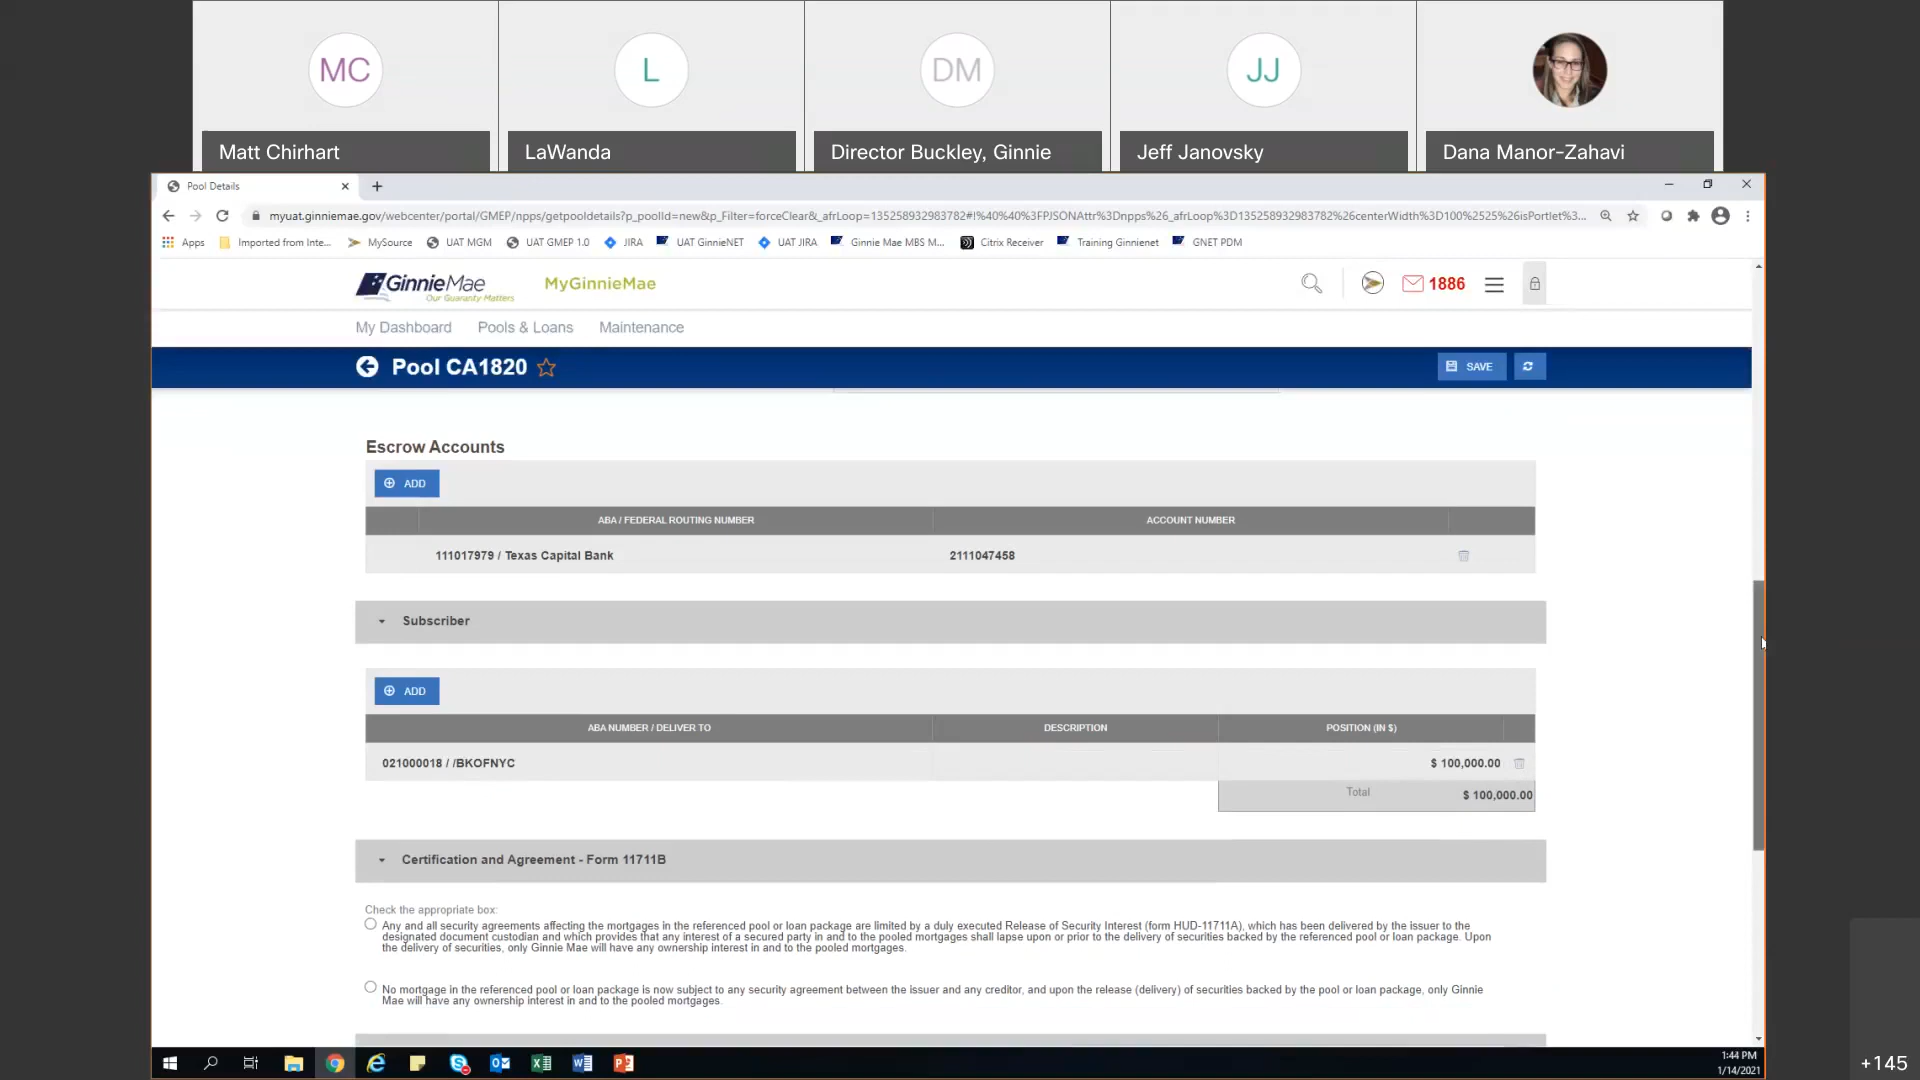 MC
L
DM
JJ
Matt Chirhart
LaWanda
Director Buckley, Ginnie
Jeff Janovsky
Dana Manor-Zahavi
Pool Details
myuat.ginniemae.gov/webcenter/portal/GMEP/npps/getpooldetails?p_poolId=new&p_Filter=forceClear&_afrLoop=135258932983782#!%40%40%3FPJSONAttr%3Dnpps%26_afrLoop%3D135258932983782%26centerWidth%3D100%2525%26isPortlet%3...
Apps Imported from Inte... MySource UAT MGM UAT GMEP 1.0 JIRA UAT GinnieNET UAT JIRA Ginnie Mae MBS M... Citrix Receiver Training Ginnienet GNET PDM
GinnieMae
Our Guaranty Matters
MyGinnieMae
1886
My Dashboard Pools & Loans Maintenance
Pool CA1820
SAVE
Escrow Accounts
ADD
ABA / FEDERAL ROUTING NUMBER ACCOUNT NUMBER
111017979 / Texas Capital Bank 2111047458
Subscriber
ADD
ABA NUMBER / DELIVER TO DESCRIPTION POSITION (IN $)
021000018 / /BKOFNYC $ 100,000.00
Total $ 100,000.00
Certification and Agreement - Form 11711B
Check the appropriate box:
Any and all security agreements affecting the mortgages in the referenced pool or loan package are limited by a duly executed Release of Security Interest (form HUD-11711A), which has been delivered by the issuer to the
designated document custodian and which provides that any interest of a secured party in and to the pooled mortgages shall lapse upon or prior to the delivery of securities backed by the referenced pool or loan package. Upon
the delivery of securities, only Ginnie Mae will have any ownership interest in and to the pooled mortgages.
No mortgage in the referenced pool or loan package is now subject to any security agreement between the issuer and any creditor, and upon the release (delivery) of securities backed by the pool or loan package, only Ginnie
Mae will have any ownership interest in and to the pooled mortgages.
1:44 PM
1/14/2021
+145